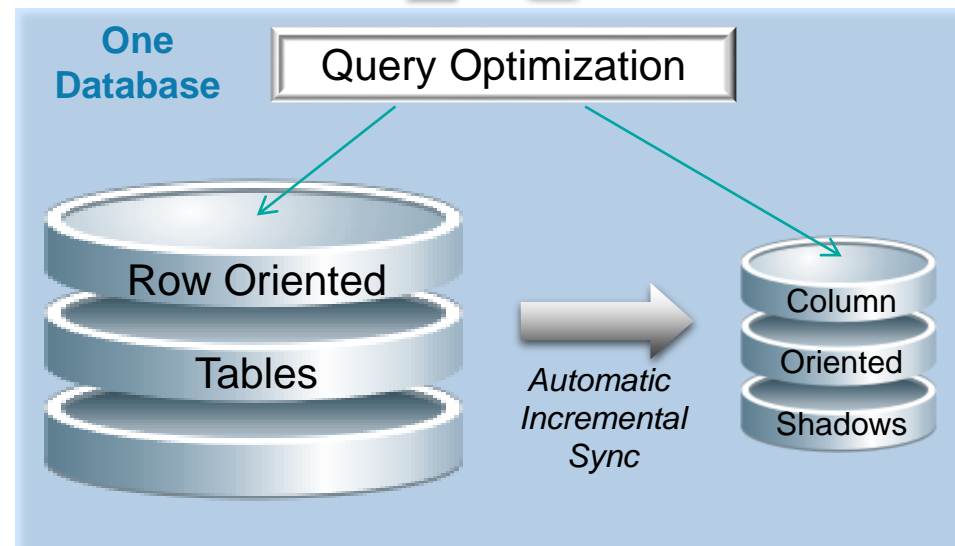 One
Database
Query Optimization
Row Oriented
Tables
Automatic
Incremental
Sync
Column
Oriented
Shadows